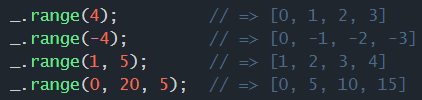 _.range(4);          // => [0, 1, 2, 3]
_.range(-4);         // => [0, -1, -2, -3]
_.range(1, 5);       // => [1, 2, 3, 4]
_.range(0, 20, 5);   // => [0, 5, 10, 15]